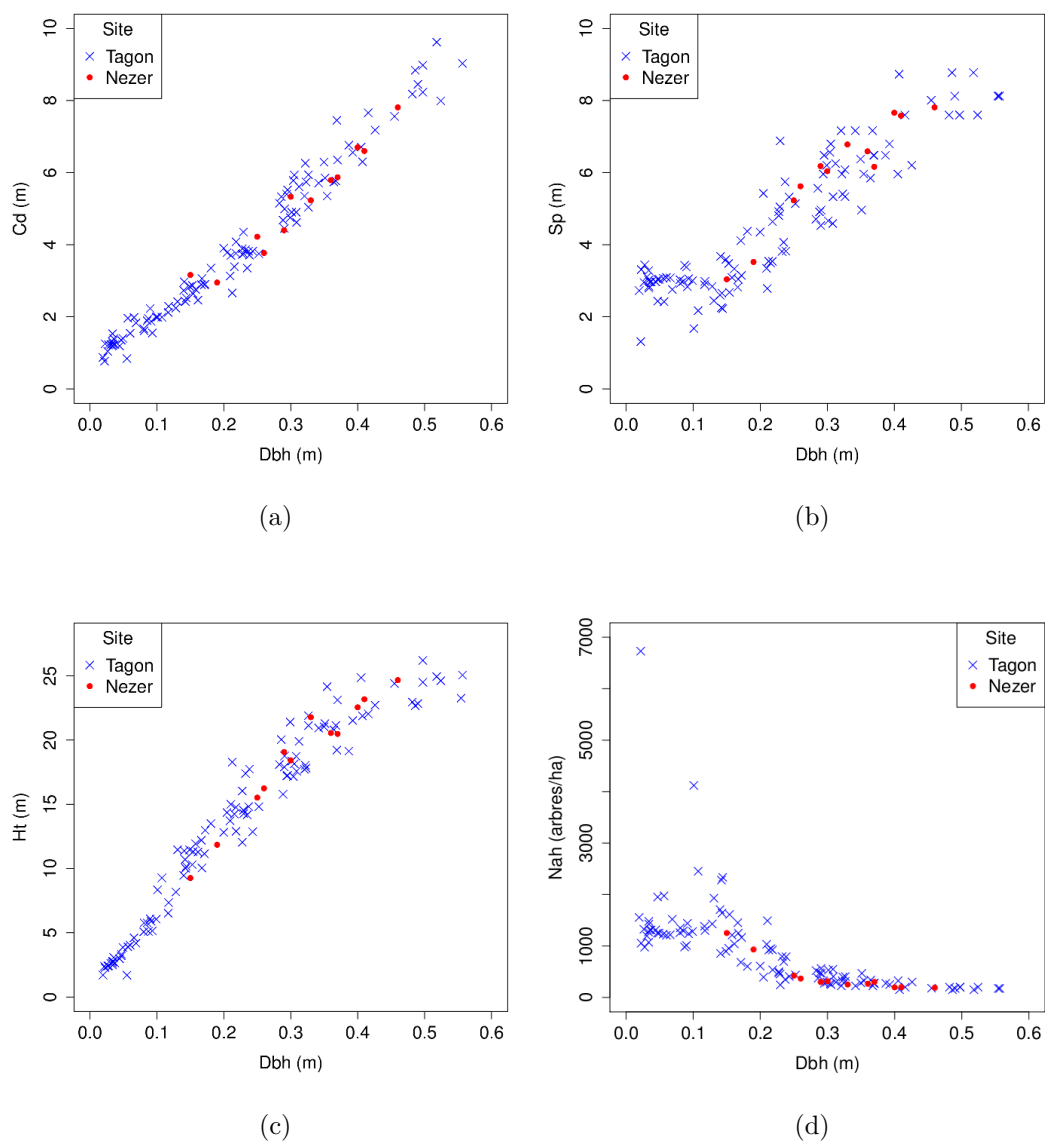 Site
Tagon
Nezer
10
8
6
4
2
0
Cd (m)
0.0 0.1 0.2 0.3 0.4 0.5 0.6
Dbh (m)
(a)
Site
Tagon
Nezer
10
8
6
4
2
0
Sp (m)
0.0 0.1 0.2 0.3 0.4 0.5 0.6
Dbh (m)
(b)
Site
Tagon
Nezer
25
20
15
10
5
0
Ht (m)
0.0 0.1 0.2 0.3 0.4 0.5 0.6
Dbh (m)
(c)
Site
Tagon
Nezer
7000
5000
3000
1000
0
Nah (arbres/ha)
0.0 0.1 0.2 0.3 0.4 0.5 0.6
Dbh (m)
(d)